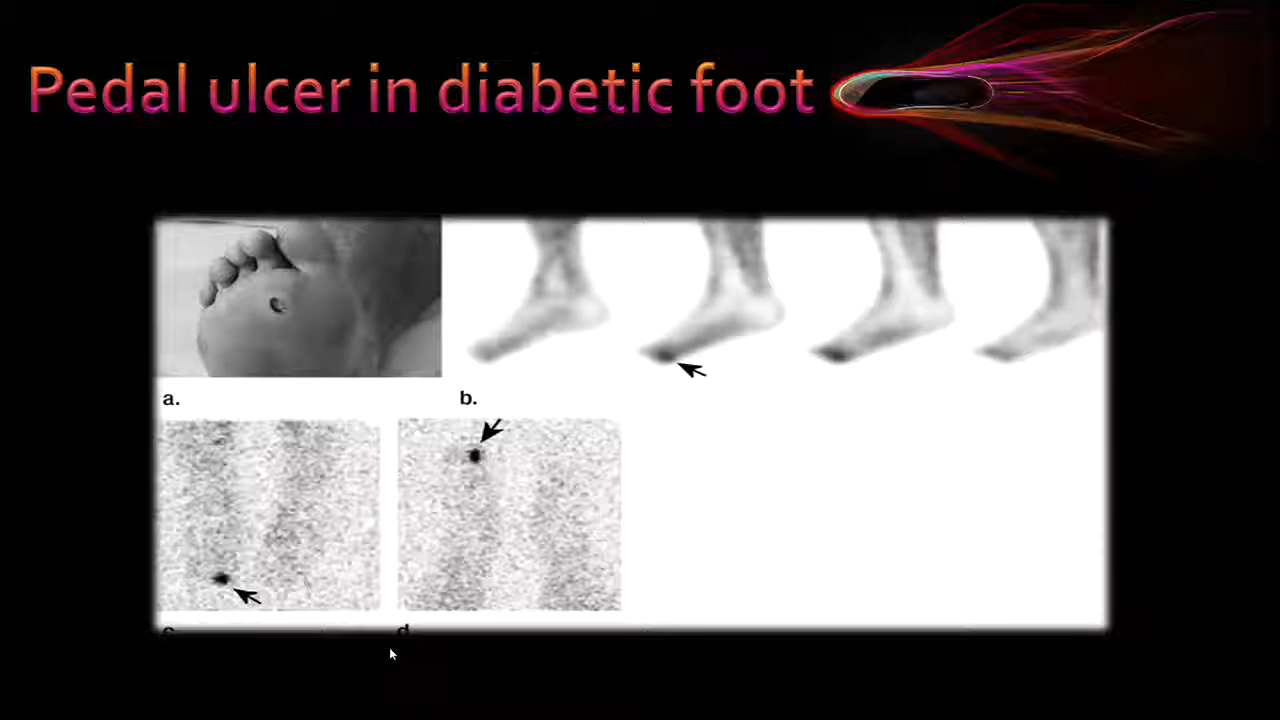 Pedal ulcer in diabetic foot
a.
b.
c.
d.